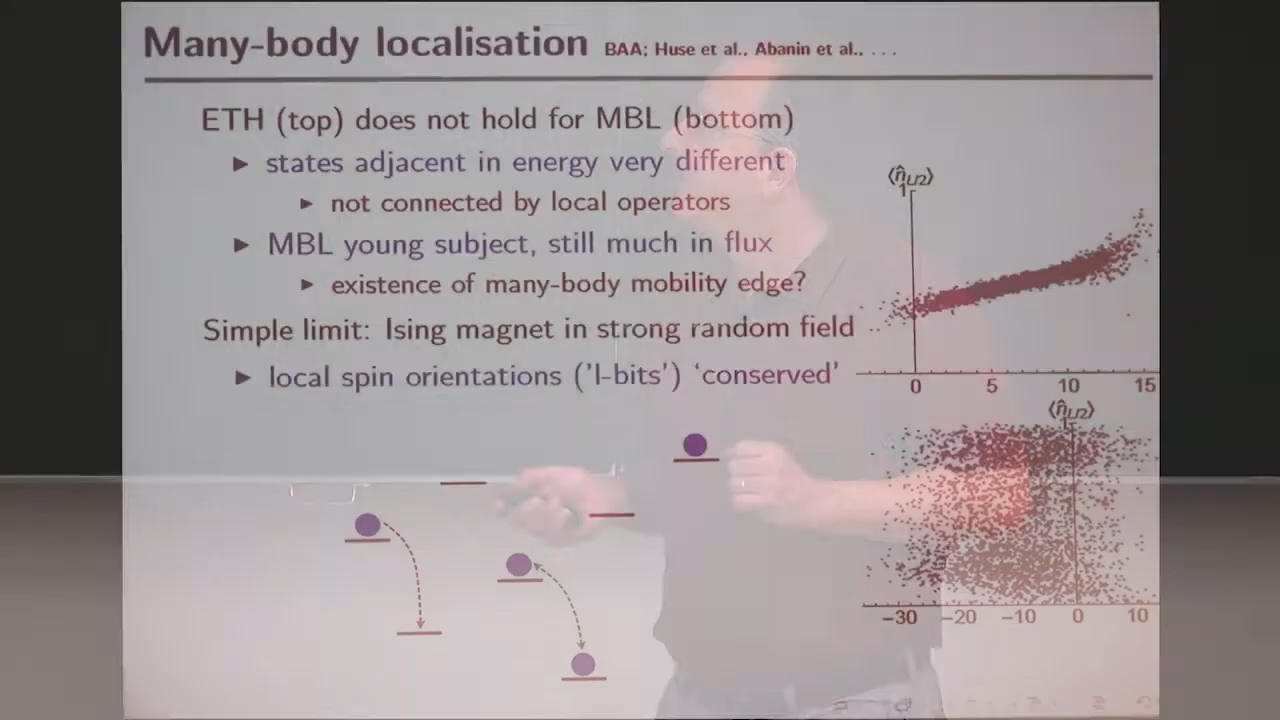 Many-body localisation BAA; Huse et al., Abanin et al., ...
ETH (top) does not hold for MBL (bottom)
▶ states adjacent in energy very different
▶ not connected by local operators
▶ MBL young subject, still much in flux
▶ existence of many-body mobility edge?
Simple limit: Ising magnet in strong random field
▶ local spin orientations ('l-bits') 'conserved'
⟨n̂L/2⟩
1
0 5 10 15
⟨n̂L/2⟩
1
−30 −20 −10 0 10